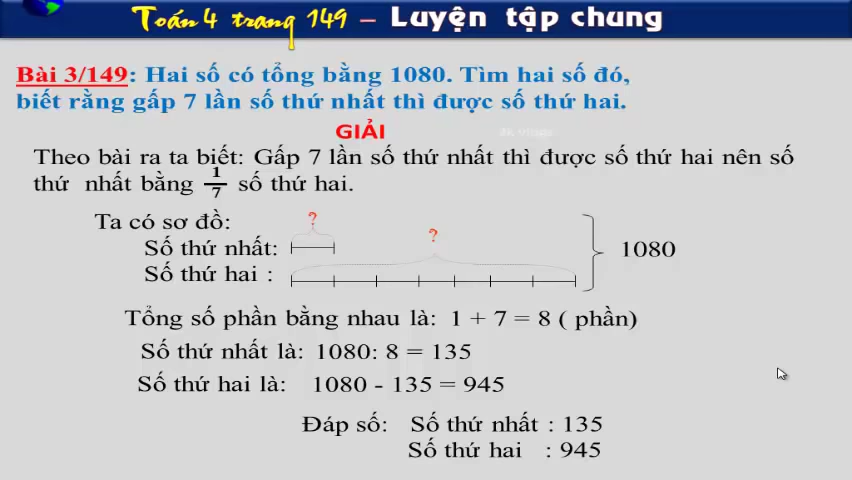 Toán 4 trang 149 – Luyện tập chung
Bài 3/149: Hai số có tổng bằng 1080. Tìm hai số đó,
biết rằng gấp 7 lần số thứ nhất thì được số thứ hai.
GIẢI
Theo bài ra ta biết: Gấp 7 lần số thứ nhất thì được số thứ hai nên số
thứ nhất bằng 1/7 số thứ hai.
Ta có sơ đồ:
?
?
Số thứ nhất:
1080
Số thứ hai :
Tổng số phần bằng nhau là: 1 + 7 = 8 ( phần)
Số thứ nhất là: 1080: 8 = 135
Số thứ hai là: 1080 - 135 = 945
Đáp số: Số thứ nhất : 135
Số thứ hai : 945